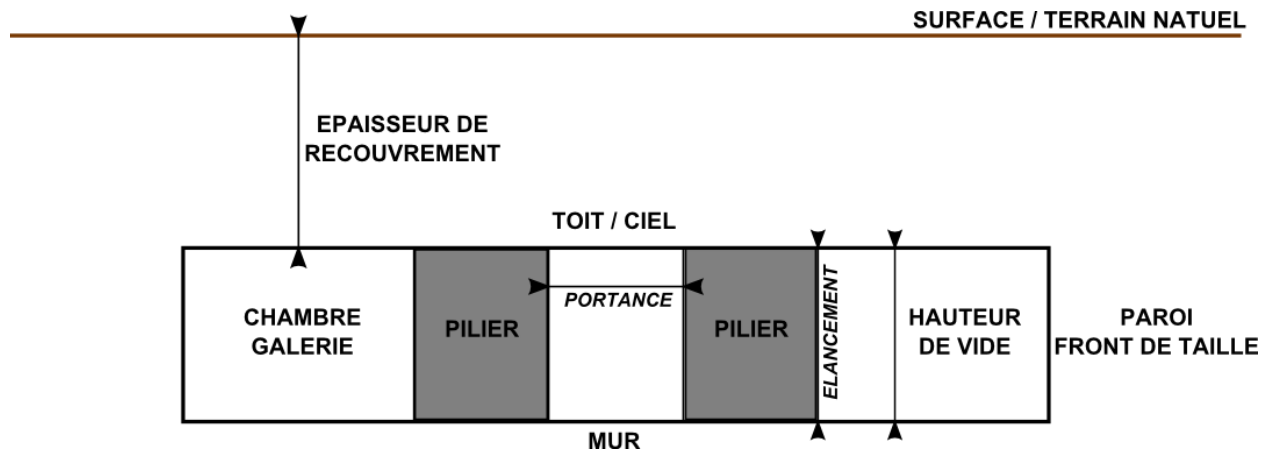 SURFACE / TERRAIN NATUEL
EPAISSEUR DE
RECOUVREMENT
TOIT / CIEL
CHAMBRE
GALERIE
PILIER
PORTANCE
PILIER
ELANCEMENT
HAUTEUR
DE VIDE
PAROI
FRONT DE TAILLE
MUR